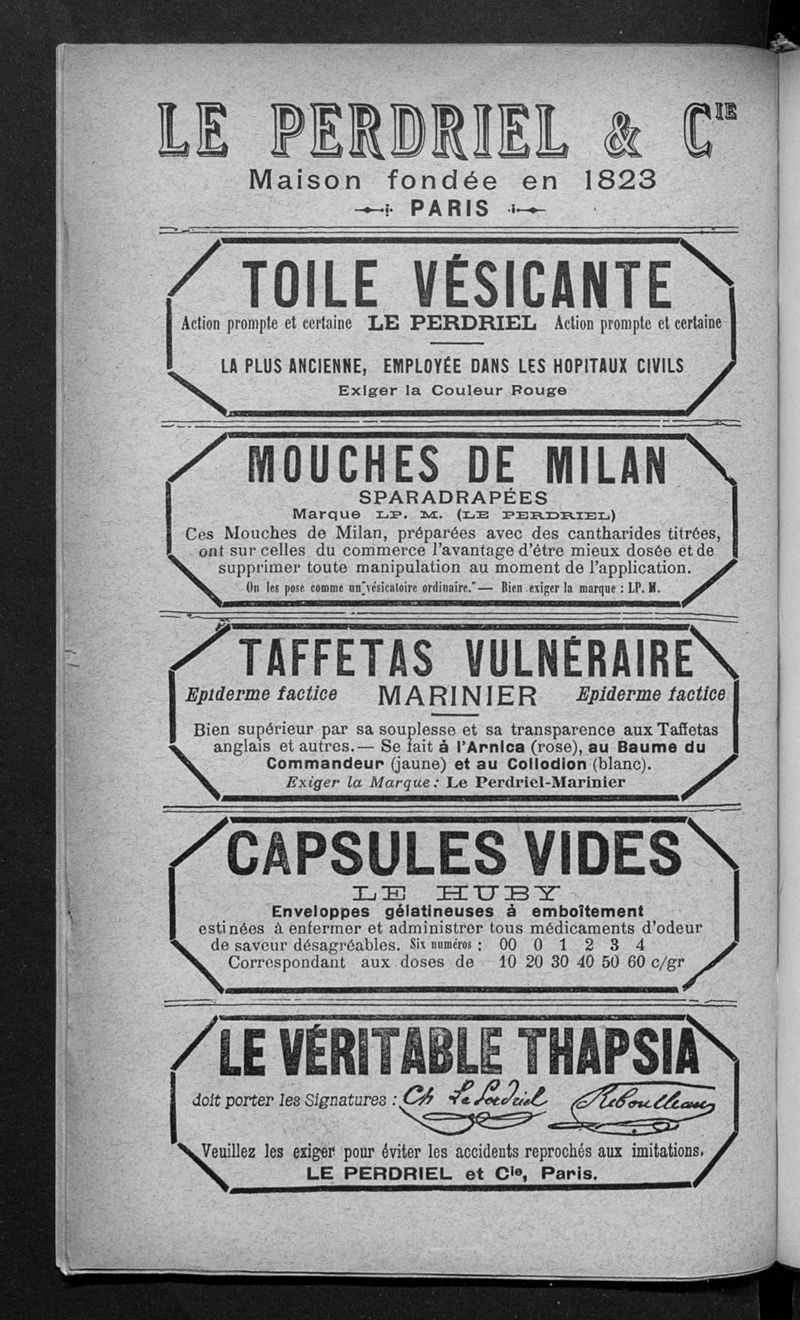 LE PERDRIEL & CIE
Maison fondée en 1823
PARIS
TOILE VÉSICANTE
Action prompte et certaine LE PERDRIEL Action prompte et certaine
LA PLUS ANCIENNE, EMPLOYÉE DANS LES HOPITAUX CIVILS
Exiger la Couleur Rouge
MOUCHES DE MILAN
SPARADRAPÉES
Marque LP. M. (LE PERDRIEL)
Ces Mouches de Milan, préparées avec des cantharides titrées,
ont sur celles du commerce l'avantage d'être mieux dosée et de
supprimer toute manipulation au moment de l'application.
On les pose comme un vésicatoire ordinaire. — Bien exiger la marque : LP. M.
TAFFETAS VULNÉRAIRE
Epiderme factice MARINIER Epiderme factice
Bien supérieur par sa souplesse et sa transparence aux Taffetas
anglais et autres. — Se fait à l'Arnica (rose), au Baume du
Commandeur (jaune) et au Collodion (blanc).
Exiger la Marque : Le Perdriel-Marinier
CAPSULES VIDES
LE HUBY
Enveloppes gélatineuses à emboîtement
estinées à enfermer et administrer tous médicaments d'odeur
de saveur désagréables. Six numéros : 00 0 1 2 3 4
Correspondant aux doses de 10 20 30 40 50 60 c/gr
LE VÉRITABLE THAPSIA
doit porter les Signatures : Ch Le Perdriel Reboulleau
Veuillez les exiger pour éviter les accidents reprochés aux imitations.
LE PERDRIEL et Cie, Paris.